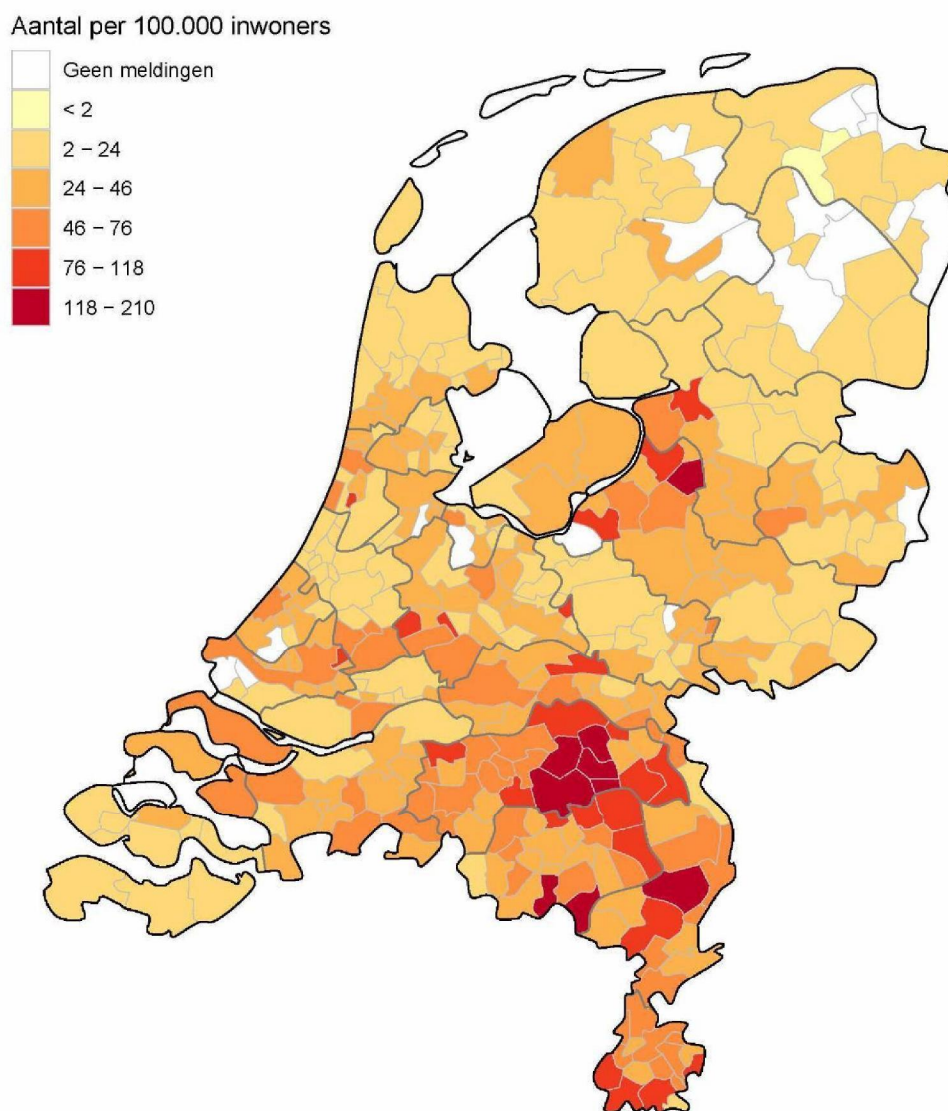 Aantal per 100.000 inwoners
Geen meldingen
< 2
2 – 24
24 – 46
46 – 76
76 – 118
118 – 210